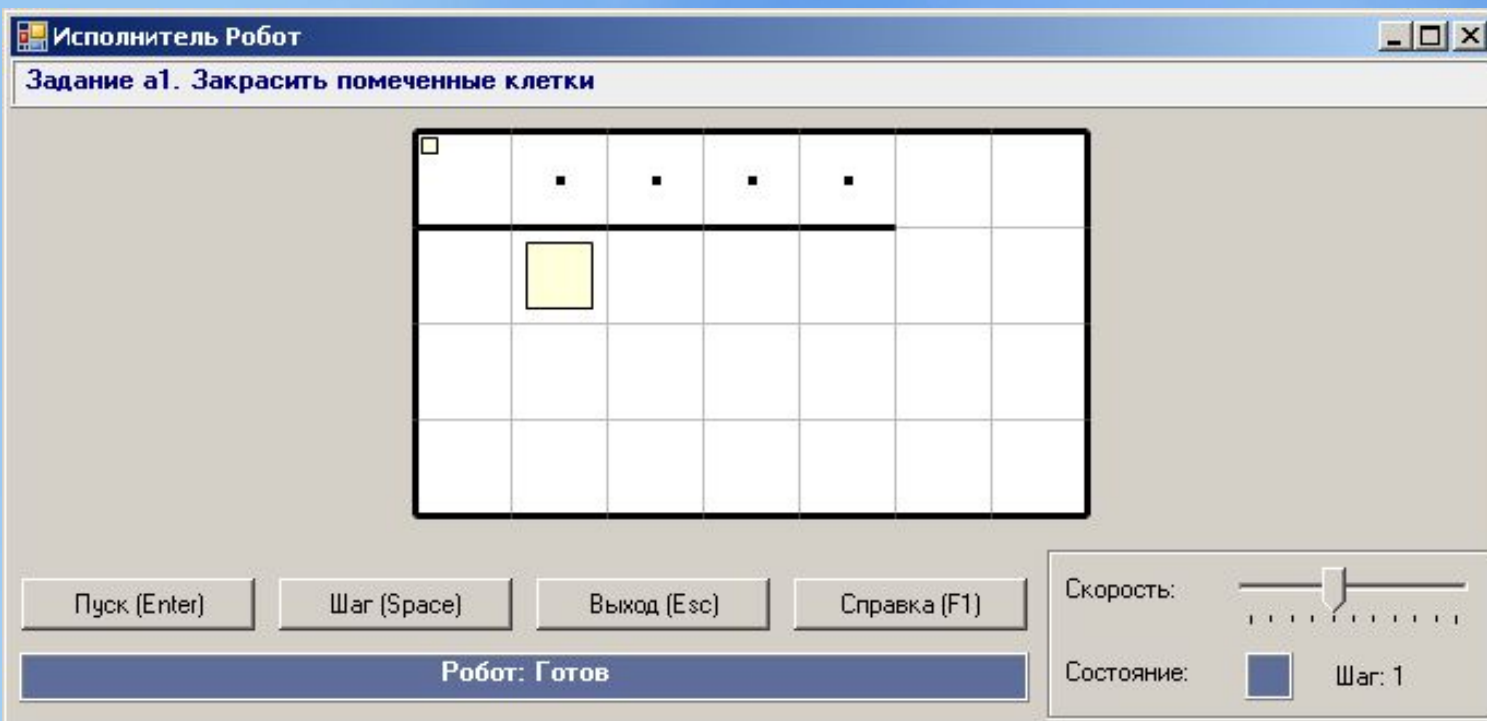 Исполнитель Робот
Задание a1. Закрасить помеченные клетки
Пуск (Enter)
Шаг (Space)
Выход (Esc)
Справка (F1)
Скорость:
Робот: Готов
Состояние:
Шаг: 1